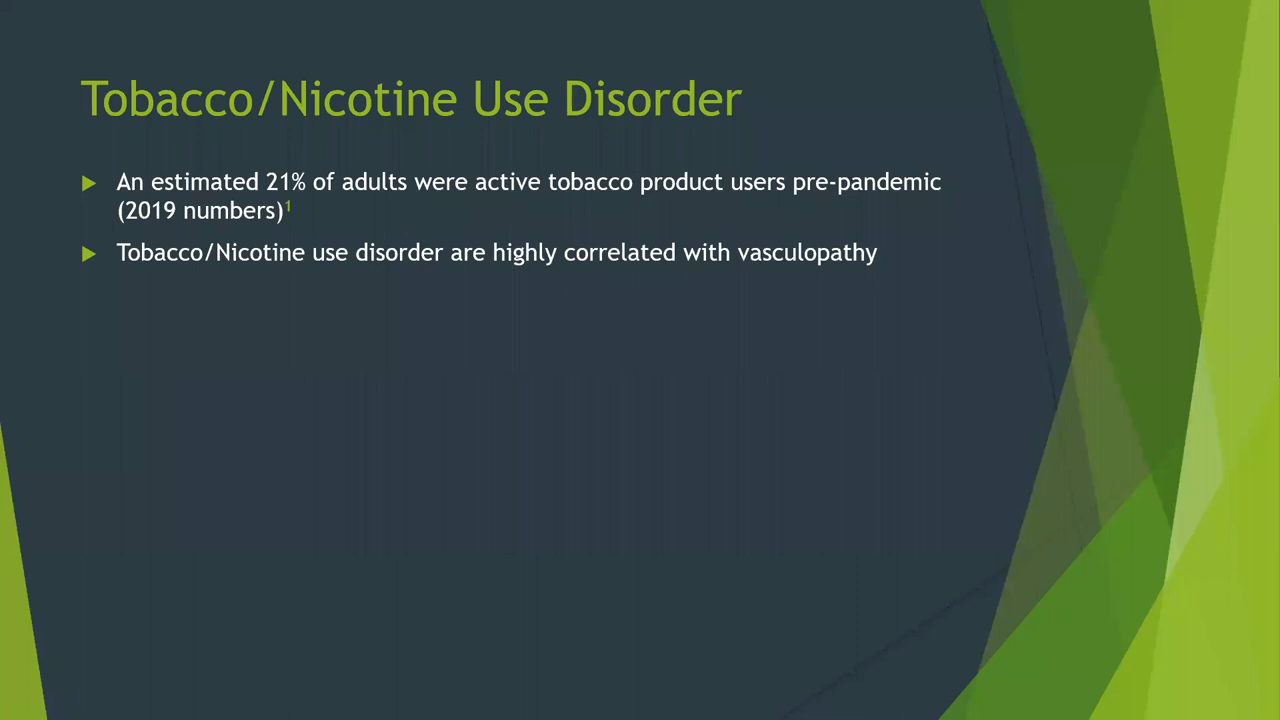 Tobacco/Nicotine Use Disorder
An estimated 21% of adults were active tobacco product users pre-pandemic
(2019 numbers)1
Tobacco/Nicotine use disorder are highly correlated with vasculopathy